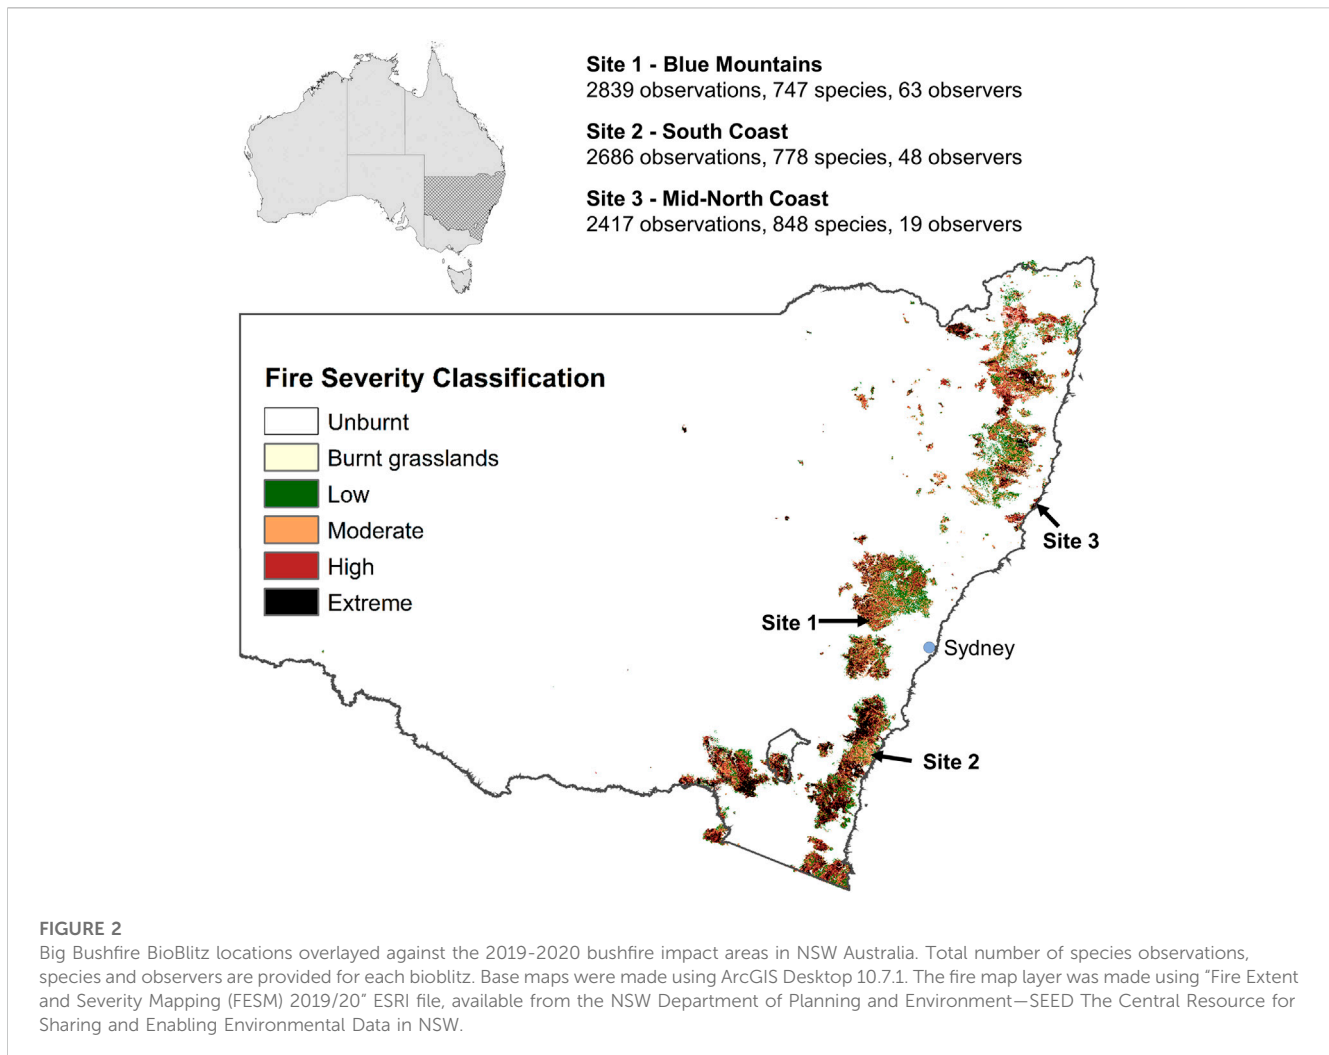 Site 1 - Blue Mountains
2839 observations, 747 species, 63 observers
Site 2 - South Coast
2686 observations, 778 species, 48 observers
Site 3 - Mid-North Coast
2417 observations, 848 species, 19 observers
Fire Severity Classification
Unburnt
Burnt grasslands
Low
Moderate
High
Extreme
Site 3
Site 1
Sydney
Site 2
FIGURE 2
Big Bushfire BioBlitz locations overlayed against the 2019-2020 bushfire impact areas in NSW Australia. Total number of species observations,
species and observers are provided for each bioblitz. Base maps were made using ArcGIS Desktop 10.7.1. The fire map layer was made using “Fire Extent
and Severity Mapping (FESM) 2019/20” ESRI file, available from the NSW Department of Planning and Environment—SEED The Central Resource for
Sharing and Enabling Environmental Data in NSW.